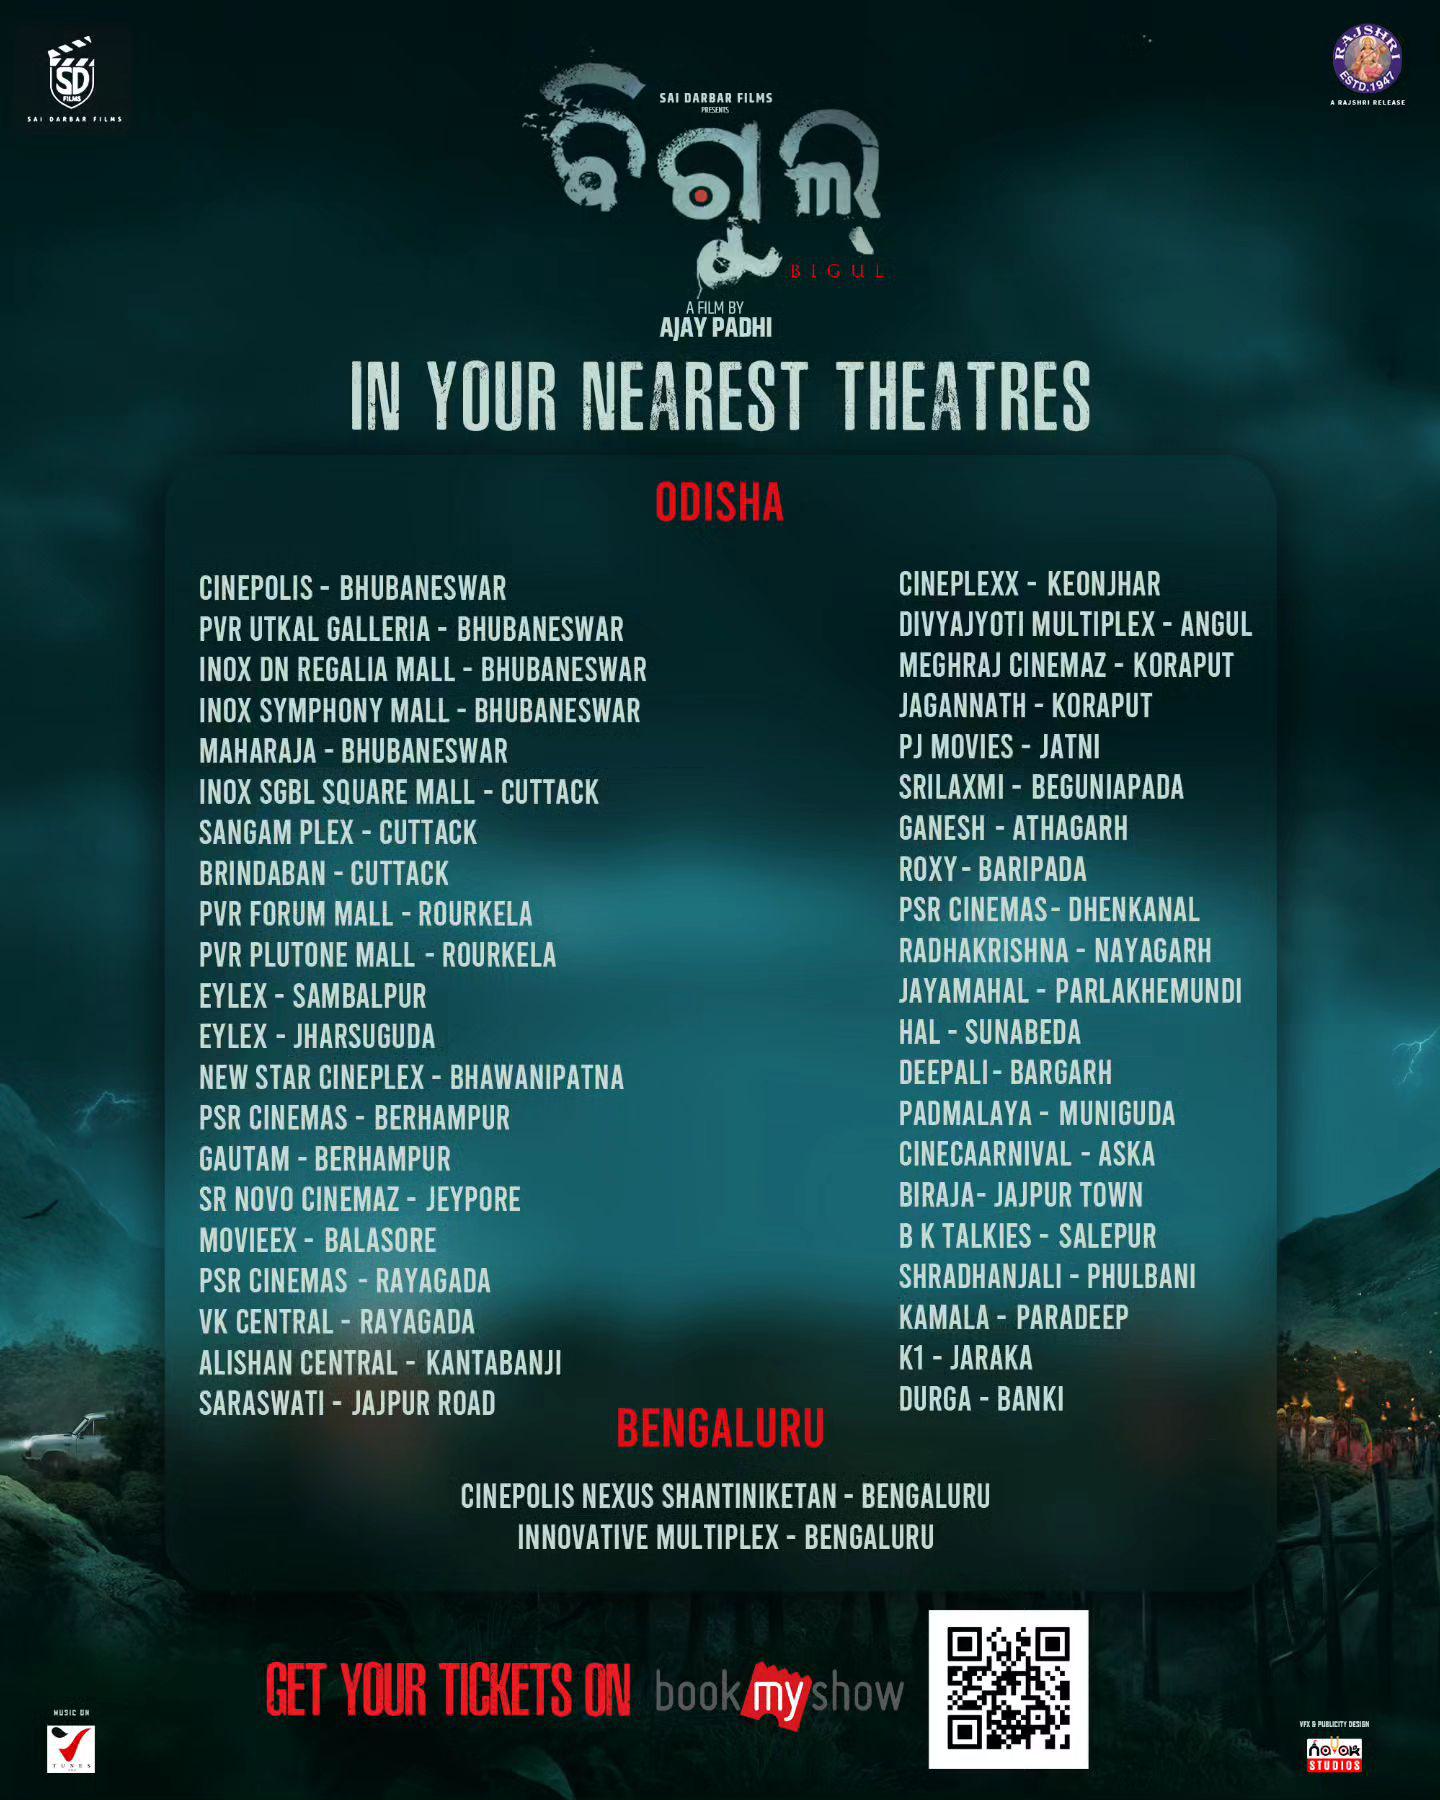 SD
FILMS
SAI DARBAR FILMS
RAJSHRI
ESTD.1947
A RAJSHRI RELEASE
SAI DARBAR FILMS
PRESENTS
ବିଗୁଲ୍
BIGUL
A FILM BY
AJAY PADHI
IN YOUR NEAREST THEATRES
ODISHA
CINEPOLIS - BHUBANESWAR
PVR UTKAL GALLERIA - BHUBANESWAR
INOX DN REGALIA MALL - BHUBANESWAR
INOX SYMPHONY MALL - BHUBANESWAR
MAHARAJA - BHUBANESWAR
INOX SGBL SQUARE MALL - CUTTACK
SANGAM PLEX - CUTTACK
BRINDABAN - CUTTACK
PVR FORUM MALL - ROURKELA
PVR PLUTONE MALL - ROURKELA
EYLEX - SAMBALPUR
EYLEX - JHARSUGUDA
NEW STAR CINEPLEX - BHAWANIPATNA
PSR CINEMAS - BERHAMPUR
GAUTAM - BERHAMPUR
SR NOVO CINEMAZ - JEYPORE
MOVIEEX - BALASORE
PSR CINEMAS - RAYAGADA
VK CENTRAL - RAYAGADA
ALISHAN CENTRAL - KANTABANJI
SARASWATI - JAJPUR ROAD
CINEPLEXX - KEONJHAR
DIVYAJYOTI MULTIPLEX - ANGUL
MEGHRAJ CINEMAZ - KORAPUT
JAGANNATH - KORAPUT
PJ MOVIES - JATNI
SRILAXMI - BEGUNIAPADA
GANESH - ATHAGARH
ROXY - BARIPADA
PSR CINEMAS - DHENKANAL
RADHAKRISHNA - NAYAGARH
JAYAMAHAL - PARLAKHEMUNDI
HAL - SUNABEDA
DEEPALI - BARGARH
PADMALAYA - MUNIGUDA
CINECAARNIVAL - ASKA
BIRAJA - JAJPUR TOWN
B K TALKIES - SALEPUR
SHRADHANJALI - PHULBANI
KAMALA - PARADEEP
K1 - JARAKA
DURGA - BANKI
BENGALURU
CINEPOLIS NEXUS SHANTINIKETAN - BENGALURU
INNOVATIVE MULTIPLEX - BENGALURU
GET YOUR TICKETS ON bookmyshow
MUSIC ON
TUNES
VFX & PUBLICITY DESIGN
STUDIOS